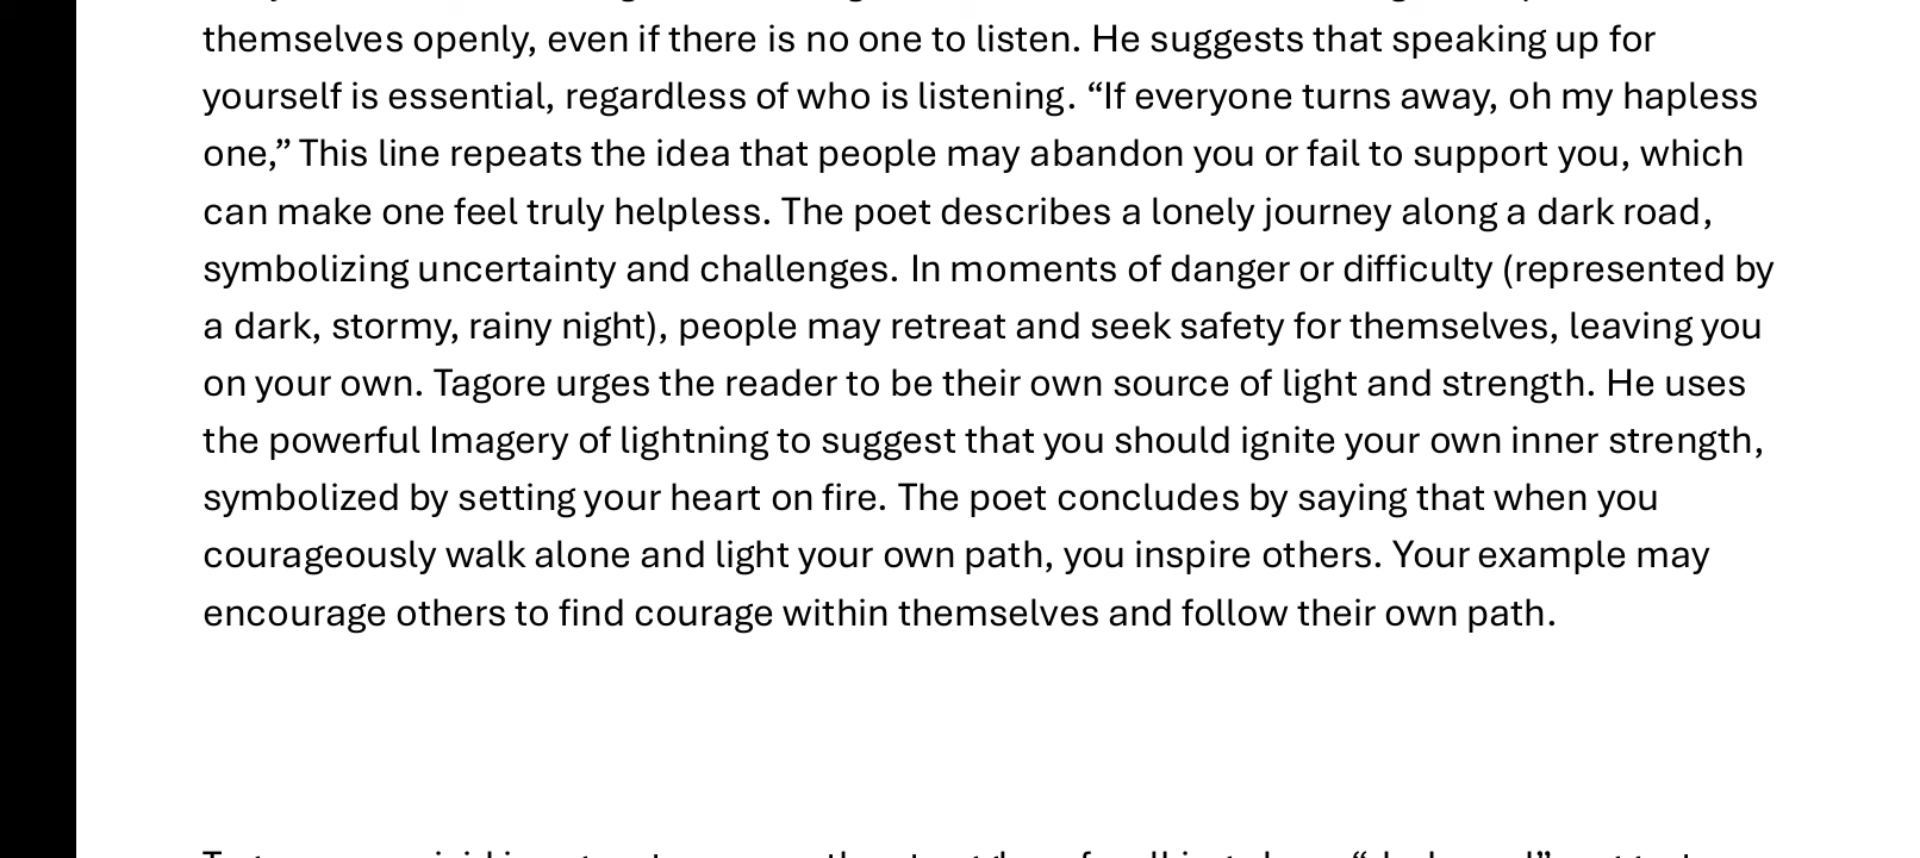 themselves openly, even if there is no one to listen. He suggests that speaking up for
yourself is essential, regardless of who is listening. “If everyone turns away, oh my hapless
one,” This line repeats the idea that people may abandon you or fail to support you, which
can make one feel truly helpless. The poet describes a lonely journey along a dark road,
symbolizing uncertainty and challenges. In moments of danger or difficulty (represented by
a dark, stormy, rainy night), people may retreat and seek safety for themselves, leaving you
on your own. Tagore urges the reader to be their own source of light and strength. He uses
the powerful Imagery of lightning to suggest that you should ignite your own inner strength,
symbolized by setting your heart on fire. The poet concludes by saying that when you
courageously walk alone and light your own path, you inspire others. Your example may
encourage others to find courage within themselves and follow their own path.